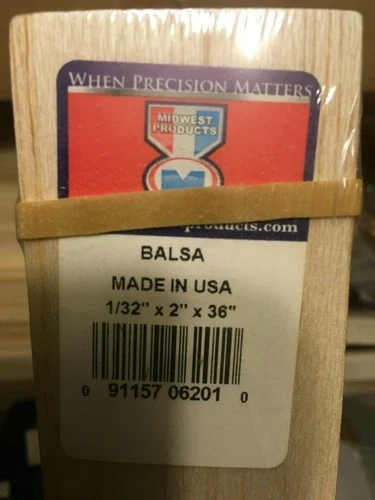 WHEN PRECISION MATTERS
MIDWEST
PRODUCTS
M
products.com
BALSA
MADE IN USA
1/32" x 2" x 36"
0 91157 06201 0